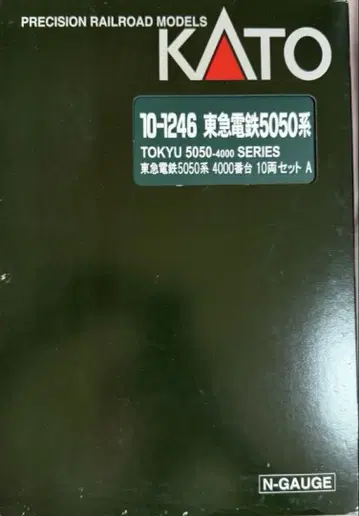 PRECISION RAILROAD MODELS
KATO
10-1246 東急電鉄5050系
TOKYU 5050-4000 SERIES
東急電鉄5050系 4000番台 10両セット A
N-GAUGE